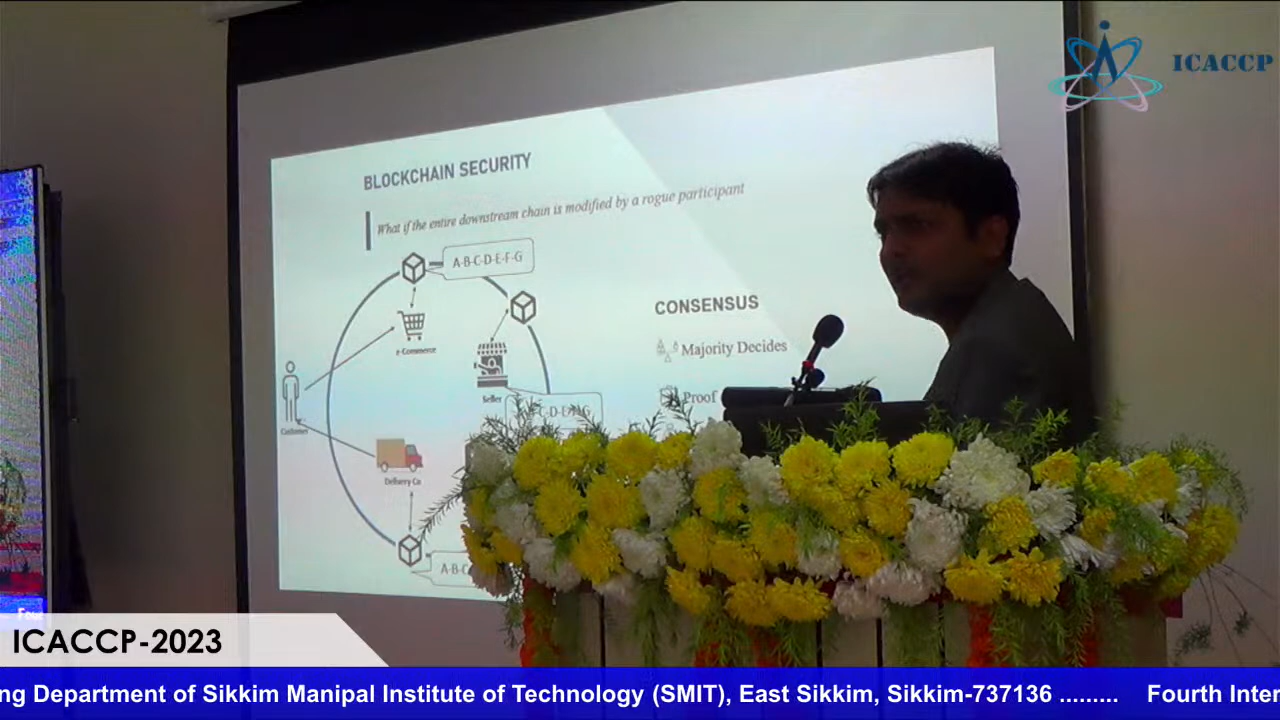 ICACCP
BLOCKCHAIN SECURITY
What if the entire downstream chain is modified by a rogue participant
A-B-C-D-E-F-G
CONSENSUS
e-Commerce
Majority Decides
Seller
Proof
Customer
Delivery Co
A-B-C
Four
ICACCP-2023
ng Department of Sikkim Manipal Institute of Technology (SMIT), East Sikkim, Sikkim-737136 ......... Fourth Inter